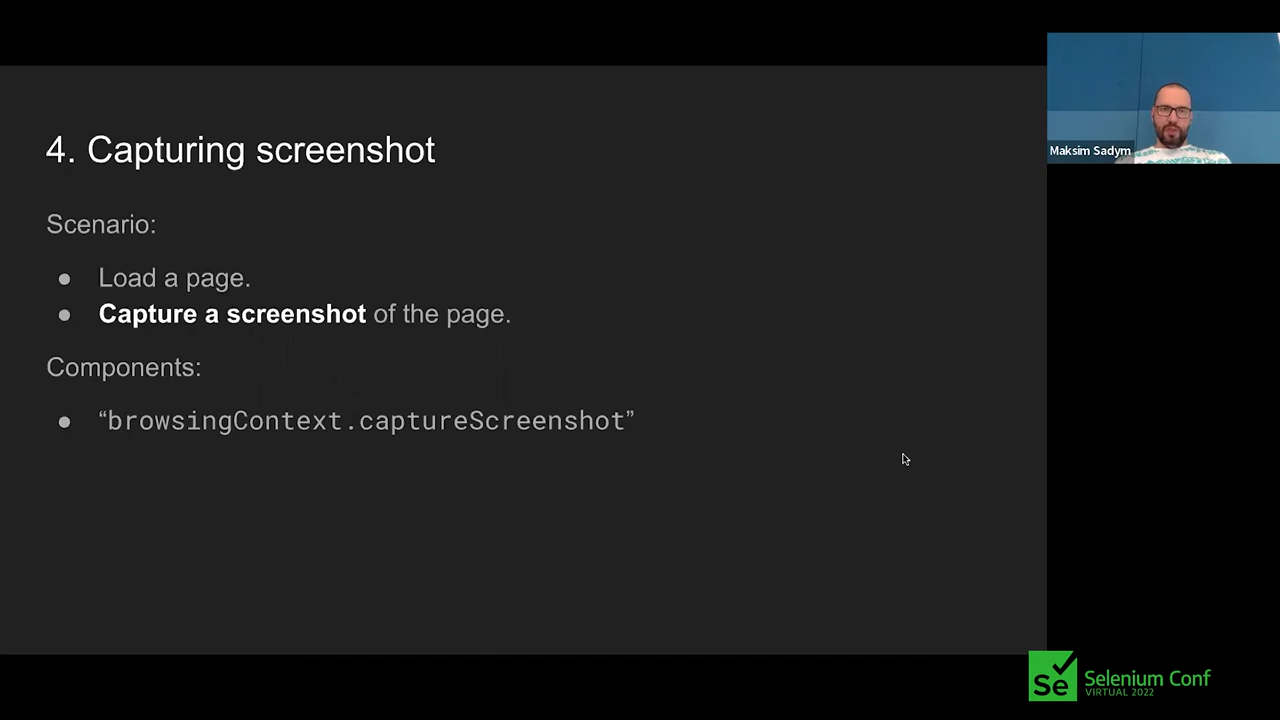 4. Capturing screenshot
Scenario:
● Load a page.
● Capture a screenshot of the page.
Components:
● “browsingContext.captureScreenshot”
Maksim Sadym
Se
Selenium Conf
VIRTUAL 2022